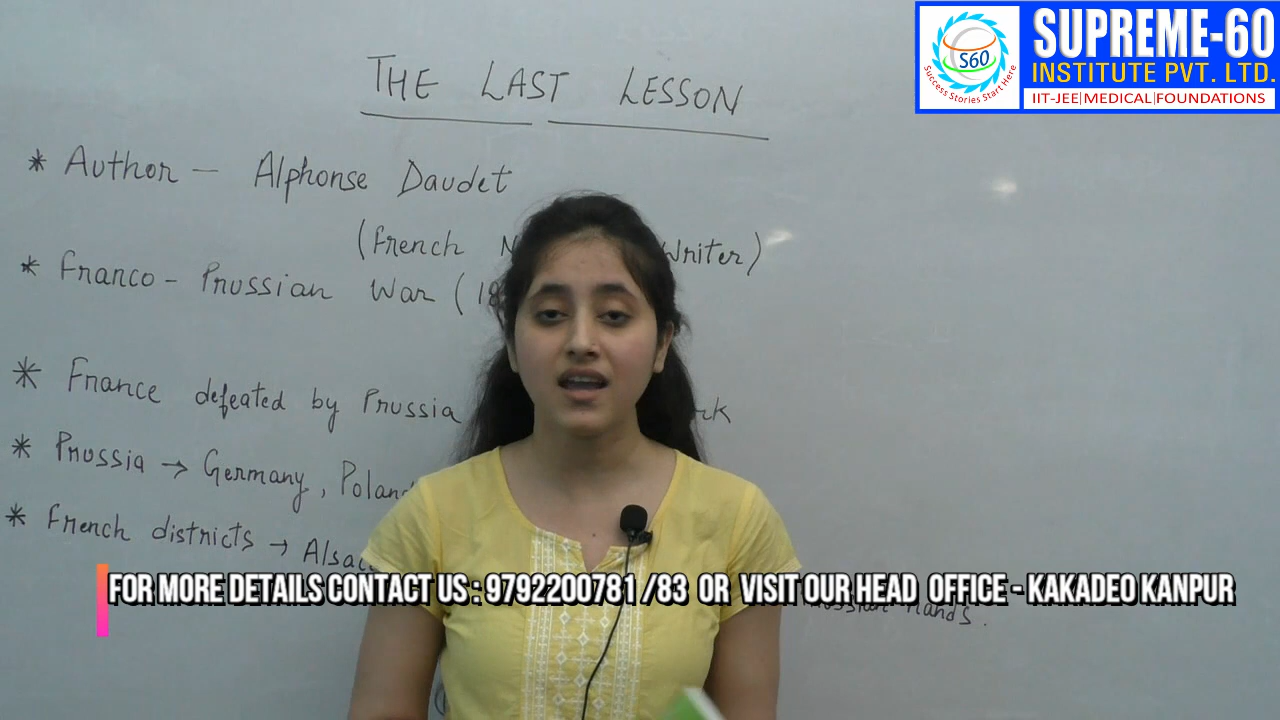 THE LAST LESSON
* Author - Alphonse Daudet
(French Writer)
* Franco - Prussian War (18
* France defeated by Prussia
* Prussia → Germany, Poland
* French districts → Alsac
Prussian hands.
S60
Success Stories Start Here
SUPREME-60
INSTITUTE PVT. LTD.
IIT-JEE|MEDICAL|FOUNDATIONS
FOR MORE DETAILS CONTACT US : 9792200781 /83 OR VISIT OUR HEAD OFFICE - KAKADEO KANPUR